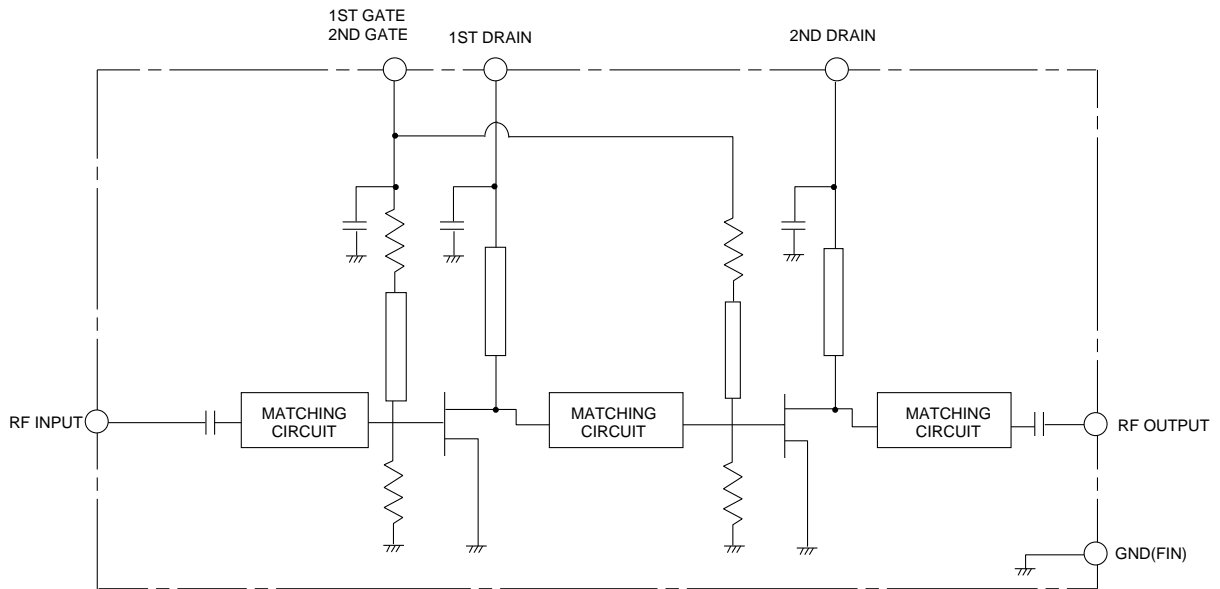 1ST GATE
2ND GATE
1ST DRAIN
2ND DRAIN
RF INPUT
MATCHING
CIRCUIT
MATCHING
CIRCUIT
MATCHING
CIRCUIT
RF OUTPUT
GND(FIN)